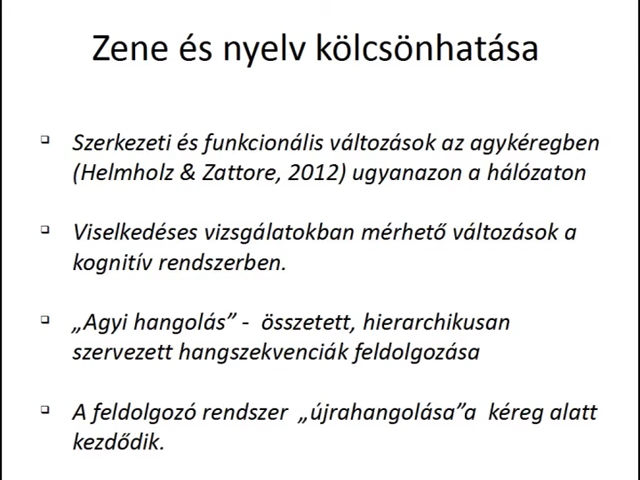 Zene és nyelv kölcsönhatása
Szerkezeti és funkcionális változások az agykéregben
(Helmholz & Zattore, 2012) ugyanazon a hálózaton
Viselkedéses vizsgálatokban mérhető változások a
kognitív rendszerben.
„Agyi hangolás” -  összetett, hierarchikusan
szervezett hangszekvenciák feldolgozása
A feldolgozó rendszer  „újrahangolása”a  kéreg alatt
kezdődik.